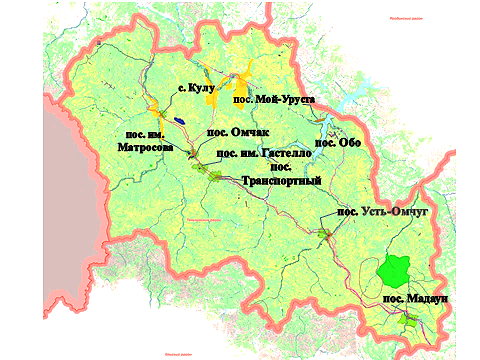 с. Кулу
пос. Мой-Уруста
пос. им.
Матросова
пос. Омчак
пос. Обо
пос. им. Гастелло
пос.
Транспортный
пос. Усть-Омчуг
пос. Мадаун